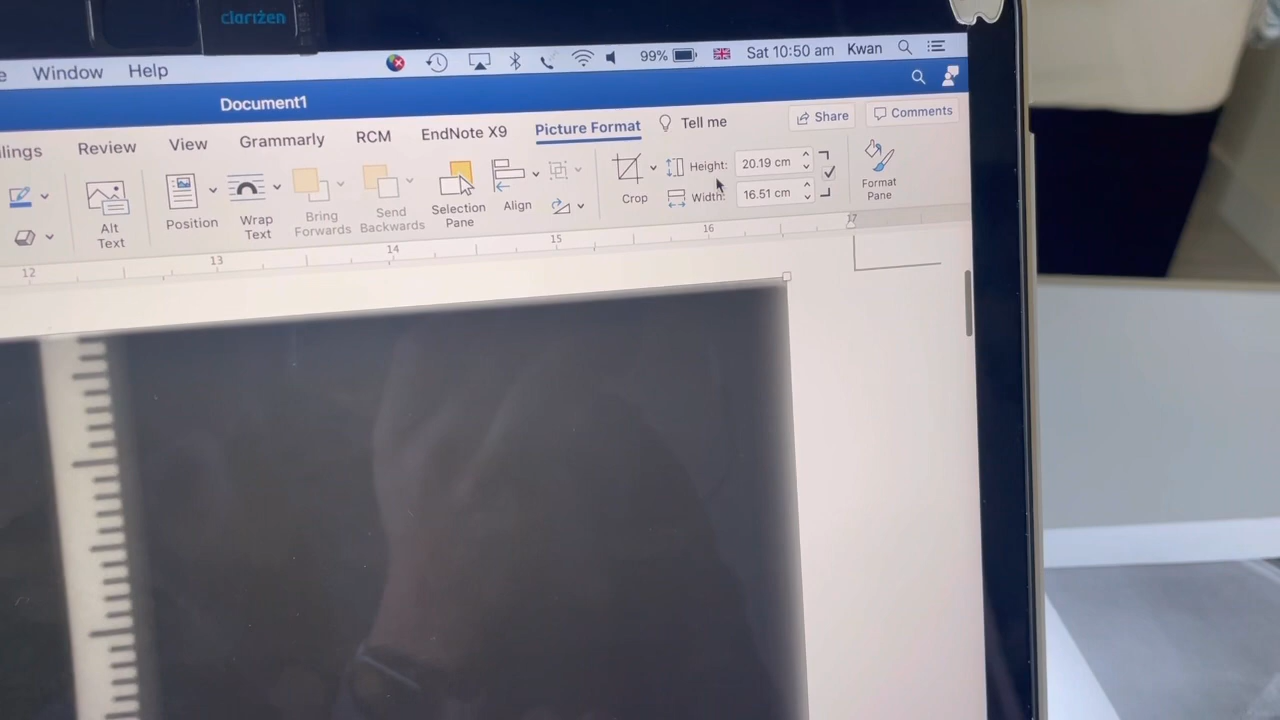 clarizen
Window Help 99% Sat 10:50 am Kwan
Document1
Review View Grammarly RCM EndNote X9 Picture Format Tell me Share Comments
Alt Text
Position
Wrap Text
Bring Forwards
Send Backwards
Selection Pane
Align
Crop
Height: 20.19 cm
Width: 16.51 cm
Format Pane
12 13 14 15 16 17